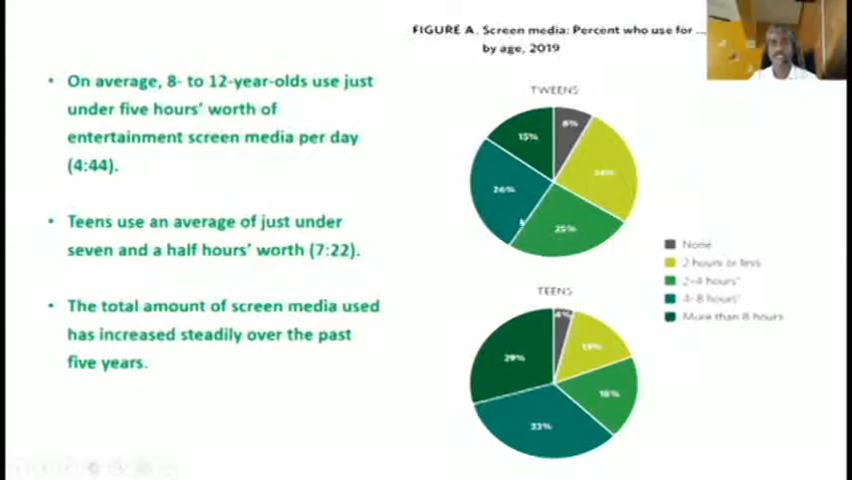 • On average, 8- to 12-year-olds use just
under five hours' worth of
entertainment screen media per day
(4:44).
• Teens use an average of just under
seven and a half hours' worth (7:22).
• The total amount of screen media used
has increased steadily over the past
five years.
FIGURE A. Screen media: Percent who use for ...
by age, 2019
TWEENS
8%
15%
26%
25%
None
2 hours or less
2–4 hours*
4–8 hours*
More than 8 hours
TEENS
4%
29%
18%
33%